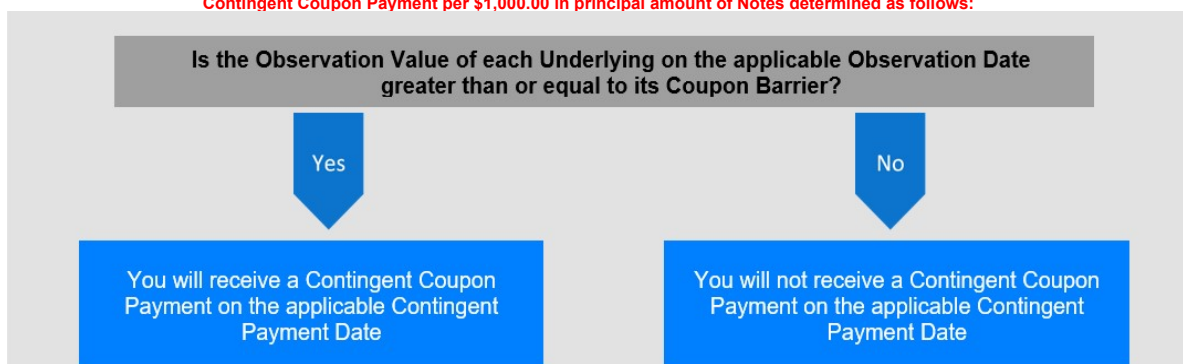 Contingent Coupon Payment per $1,000.00 in principal amount of Notes determined as follows:
Is the Observation Value of each Underlying on the applicable Observation Date
greater than or equal to its Coupon Barrier?
Yes
No
You will receive a Contingent Coupon
Payment on the applicable Contingent
Payment Date
You will not receive a Contingent Coupon
Payment on the applicable Contingent
Payment Date